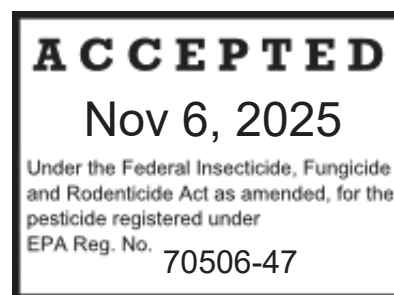 ACCEPTED
Nov 6, 2025
Under the Federal Insecticide, Fungicide
and Rodenticide Act as amended, for the
pesticide registered under
EPA Reg. No. 70506-47